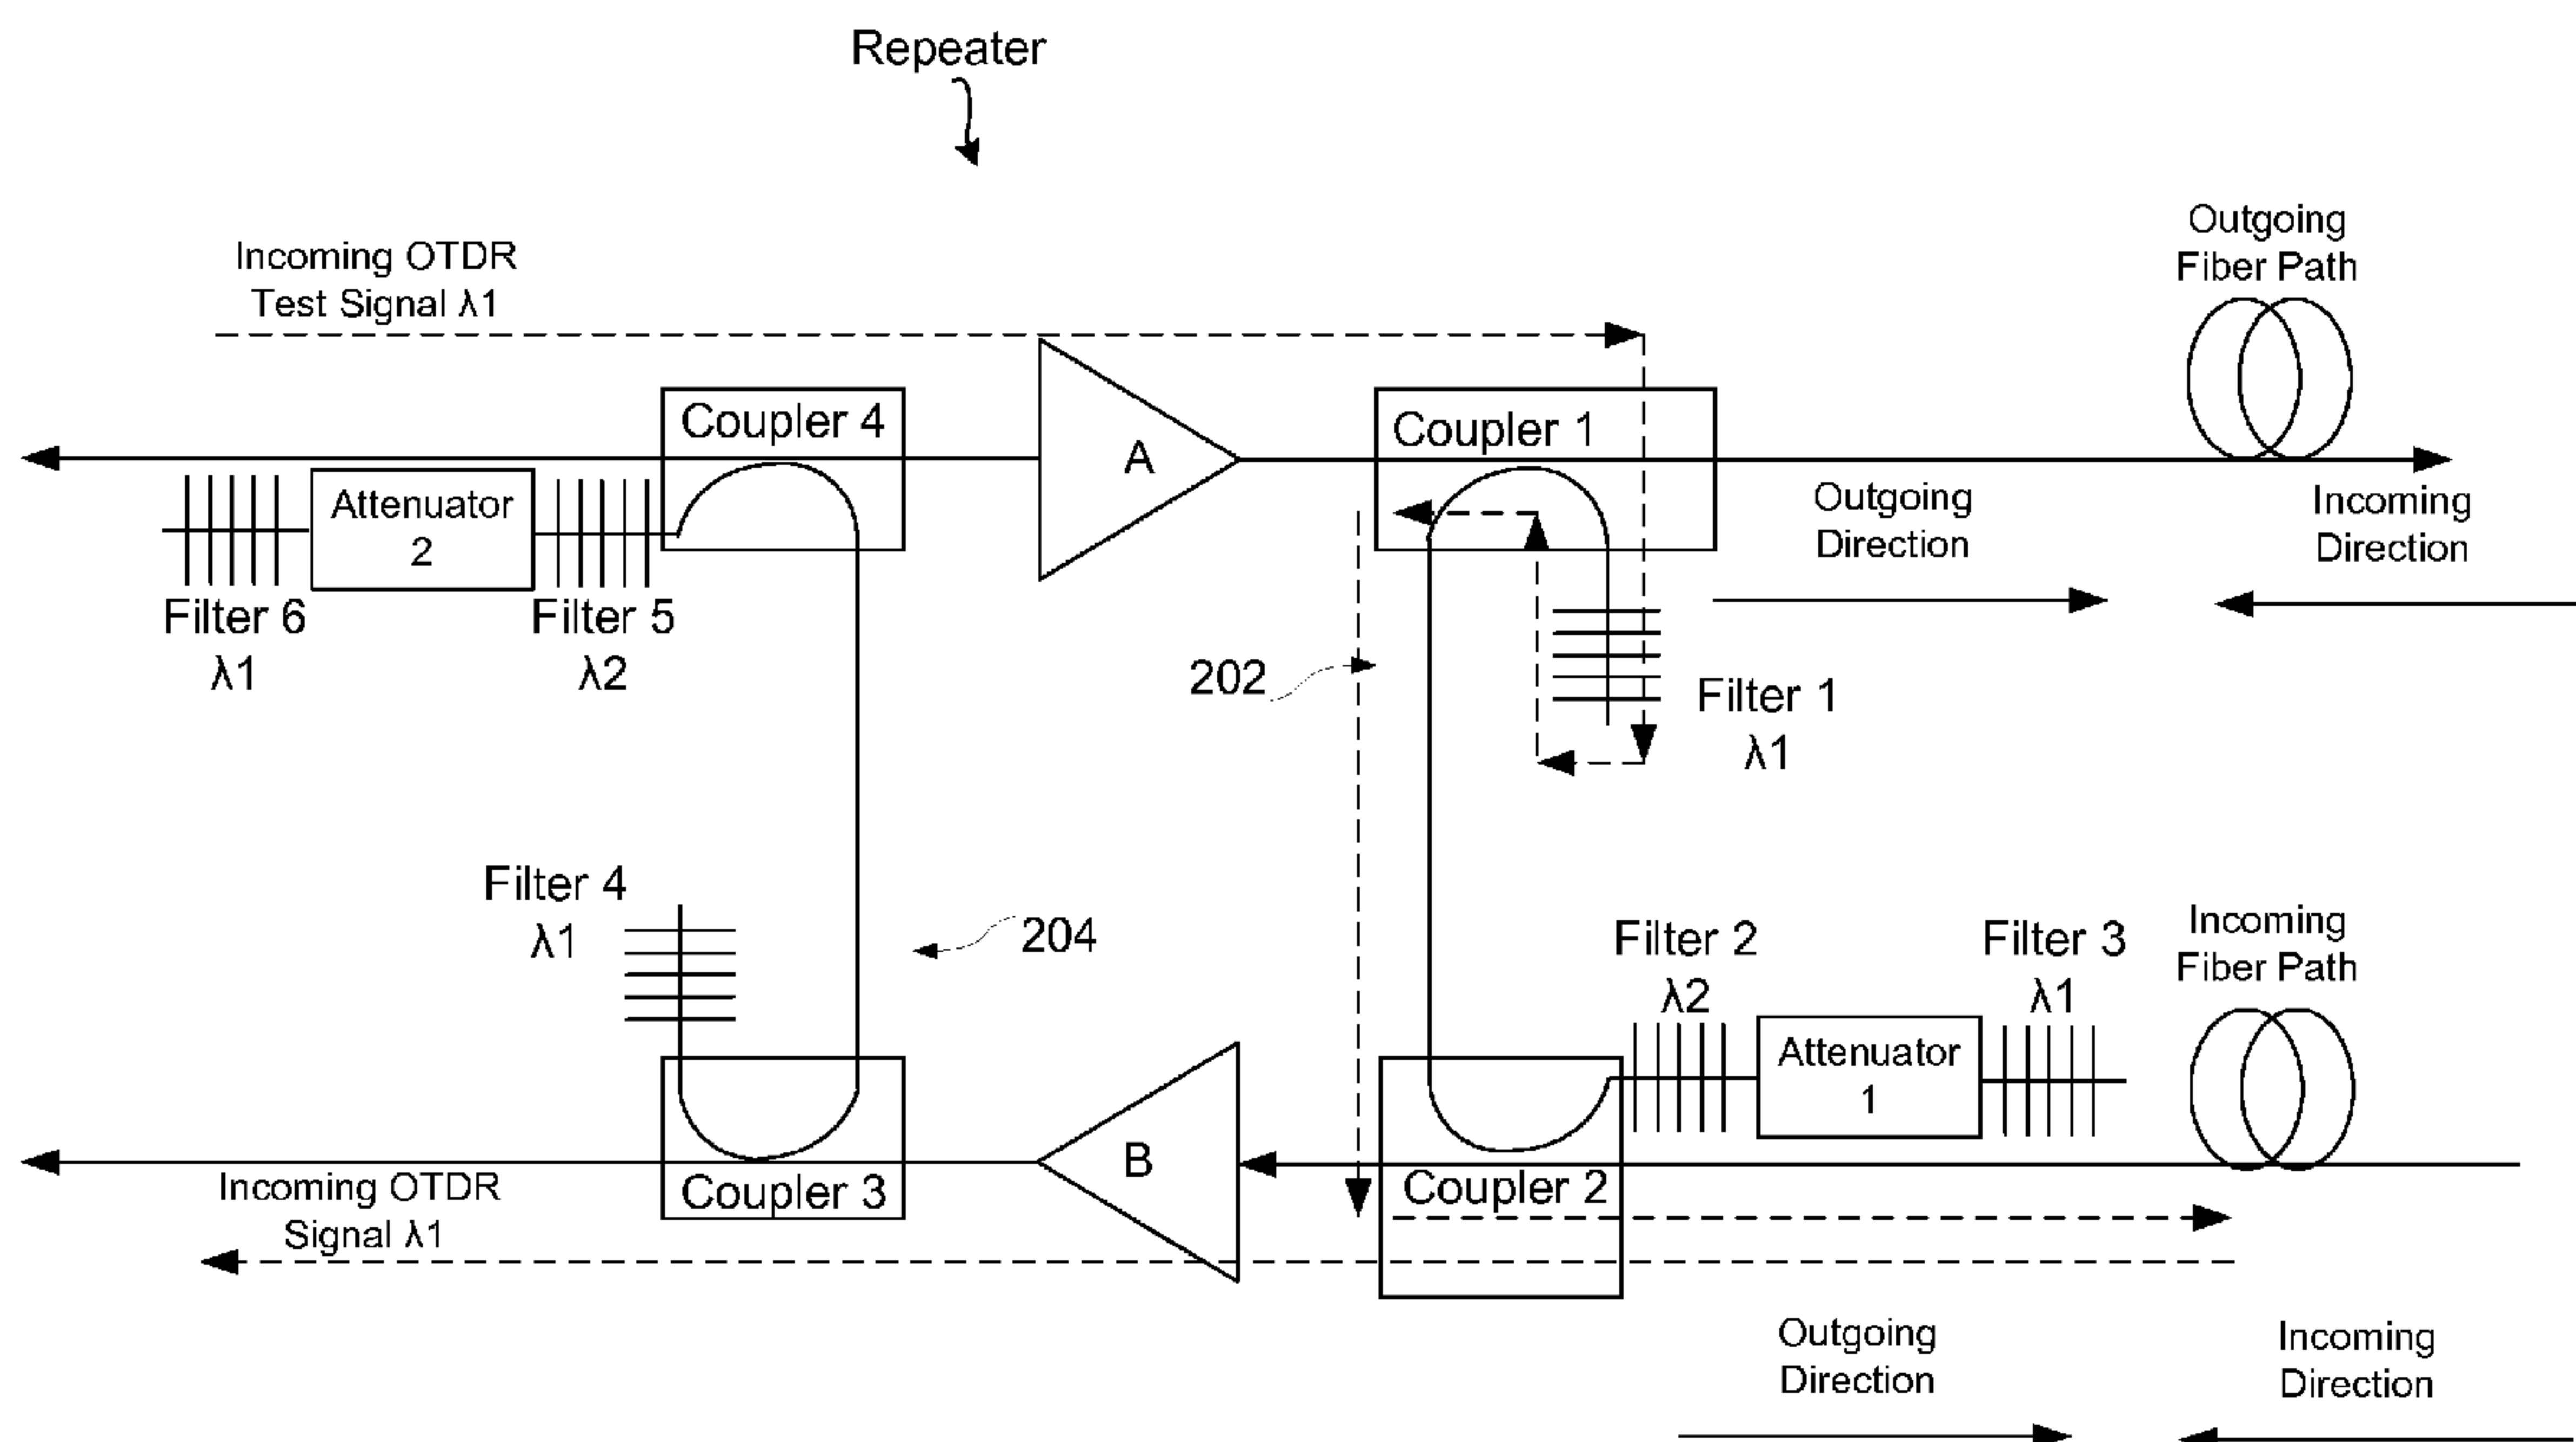 Repeater
Incoming OTDR
Test Signal λ1
Outgoing
Fiber Path
Coupler 4
A
Coupler 1
Attenuator
2
Outgoing
Direction
Incoming
Direction
Filter 6
λ1
Filter 5
λ2
202
Filter 1
λ1
Filter 4
λ1
204
Filter 2
λ2
Filter 3
λ1
Incoming
Fiber Path
Attenuator
1
B
Coupler 3
Coupler 2
Incoming OTDR
Signal λ1
Outgoing
Direction
Incoming
Direction